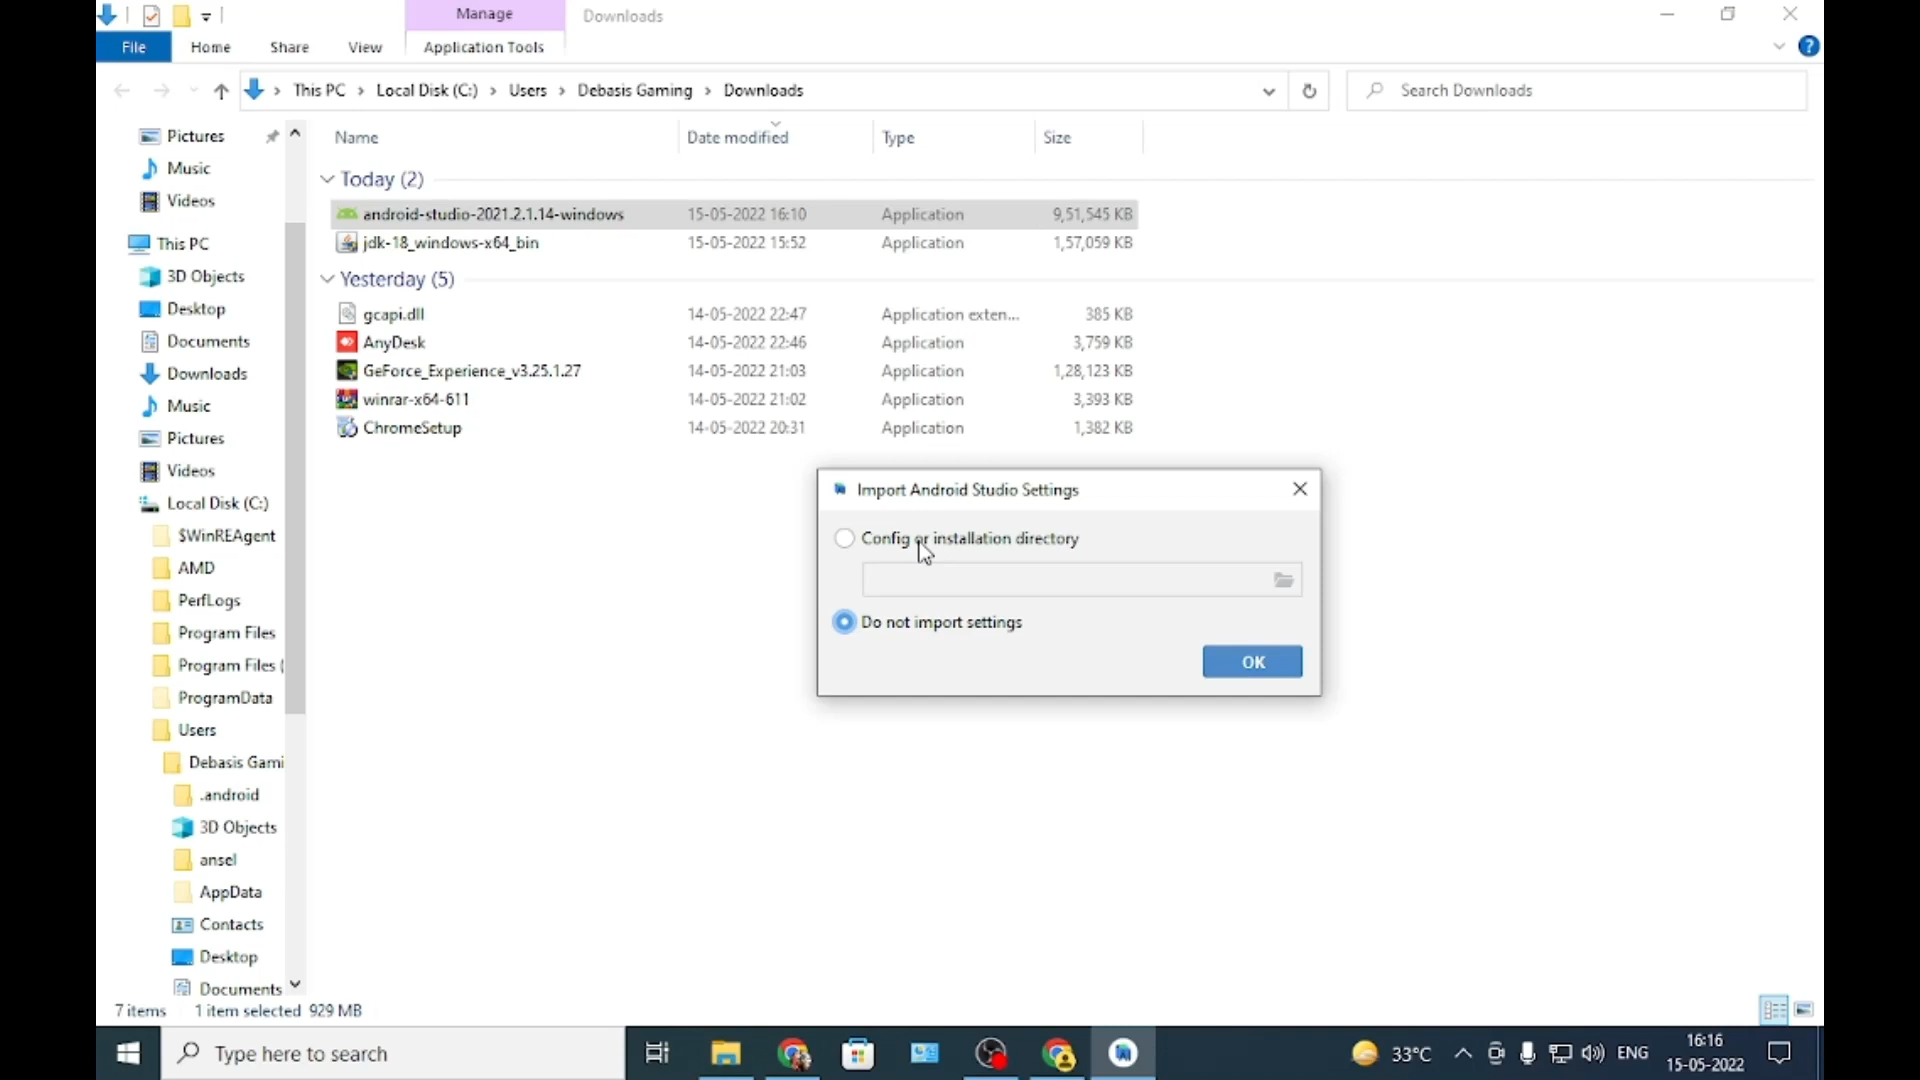 Manage
Downloads
File
Home
Share
View
Application Tools
This PC
Local Disk (C:)
Users
Debasis Gaming
Downloads
Search Downloads
Pictures
Music
Videos
This PC
3D Objects
Desktop
Documents
Downloads
Music
Pictures
Videos
Local Disk (C:)
$WinREAgent
AMD
PerfLogs
Program Files
Program Files (
ProgramData
Users
Debasis Gami
.android
3D Objects
ansel
AppData
Contacts
Desktop
Documents
Name Date modified Type Size
Today (2)
android-studio-2021.2.1.14-windows 15-05-2022 16:10 Application 9,51,545 KB
jdk-18_windows-x64_bin 15-05-2022 15:52 Application 1,57,059 KB
Yesterday (5)
gcapi.dll 14-05-2022 22:47 Application exten... 385 KB
AnyDesk 14-05-2022 22:46 Application 3,759 KB
GeForce_Experience_v3.25.1.27 14-05-2022 21:03 Application 1,28,123 KB
winrar-x64-611 14-05-2022 21:02 Application 3,393 KB
ChromeSetup 14-05-2022 20:31 Application 1,382 KB
Import Android Studio Settings
Config or installation directory
Do not import settings
OK
7 items 1 item selected 929 MB
Type here to search
33°C
ENG
16:16
15-05-2022